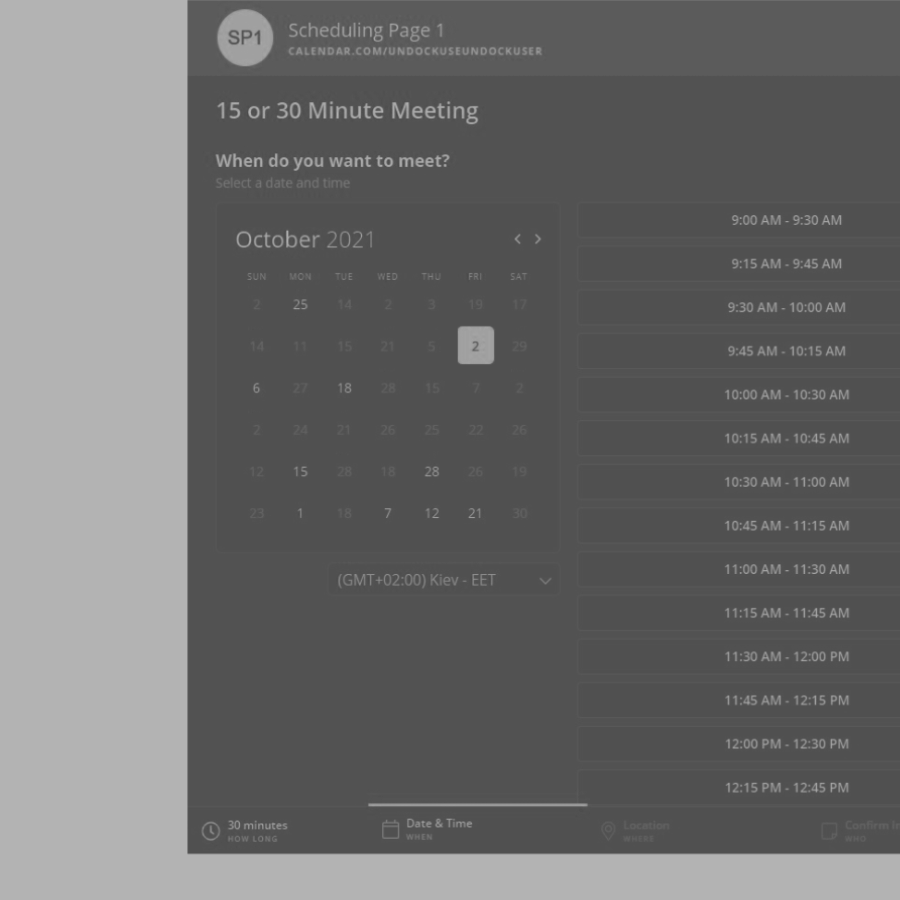 SP1
Scheduling Page 1
CALENDAR.COM/UNDOCKUSEUNDOCKUSER
15 or 30 Minute Meeting
When do you want to meet?
Select a date and time
October 2021
SUN MON TUE WED THU FRI SAT
2 25 14 2 3 19 17
14 11 15 21 5 2 29
6 27 18 28 15 7 2
2 24 21 26 25 22 26
12 15 28 18 28 26 19
23 1 18 7 12 21 30
(GMT+02:00) Kiev - EET
9:00 AM - 9:30 AM
9:15 AM - 9:45 AM
9:30 AM - 10:00 AM
9:45 AM - 10:15 AM
10:00 AM - 10:30 AM
10:15 AM - 10:45 AM
10:30 AM - 11:00 AM
10:45 AM - 11:15 AM
11:00 AM - 11:30 AM
11:15 AM - 11:45 AM
11:30 AM - 12:00 PM
11:45 AM - 12:15 PM
12:00 PM - 12:30 PM
12:15 PM - 12:45 PM
30 minutes
HOW LONG
Date & Time
WHEN
Location
WHERE
Confirm
WHO